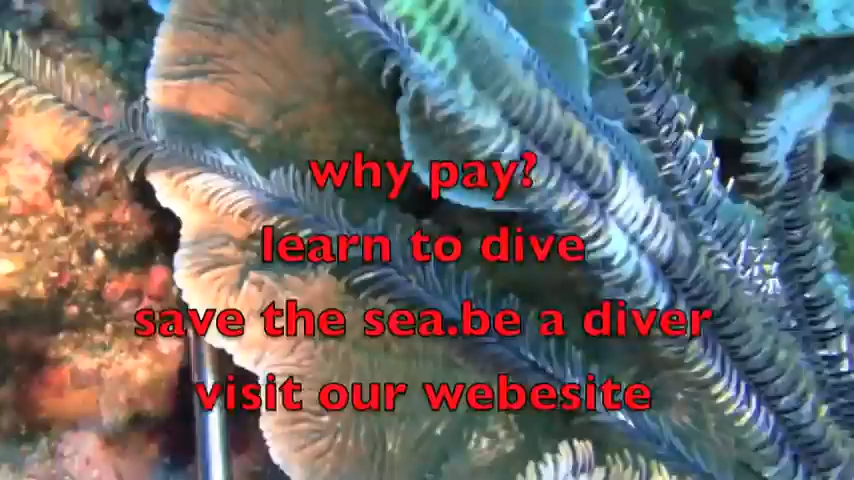 why pay?
learn to dive
save the sea.be a diver
visit our webesite